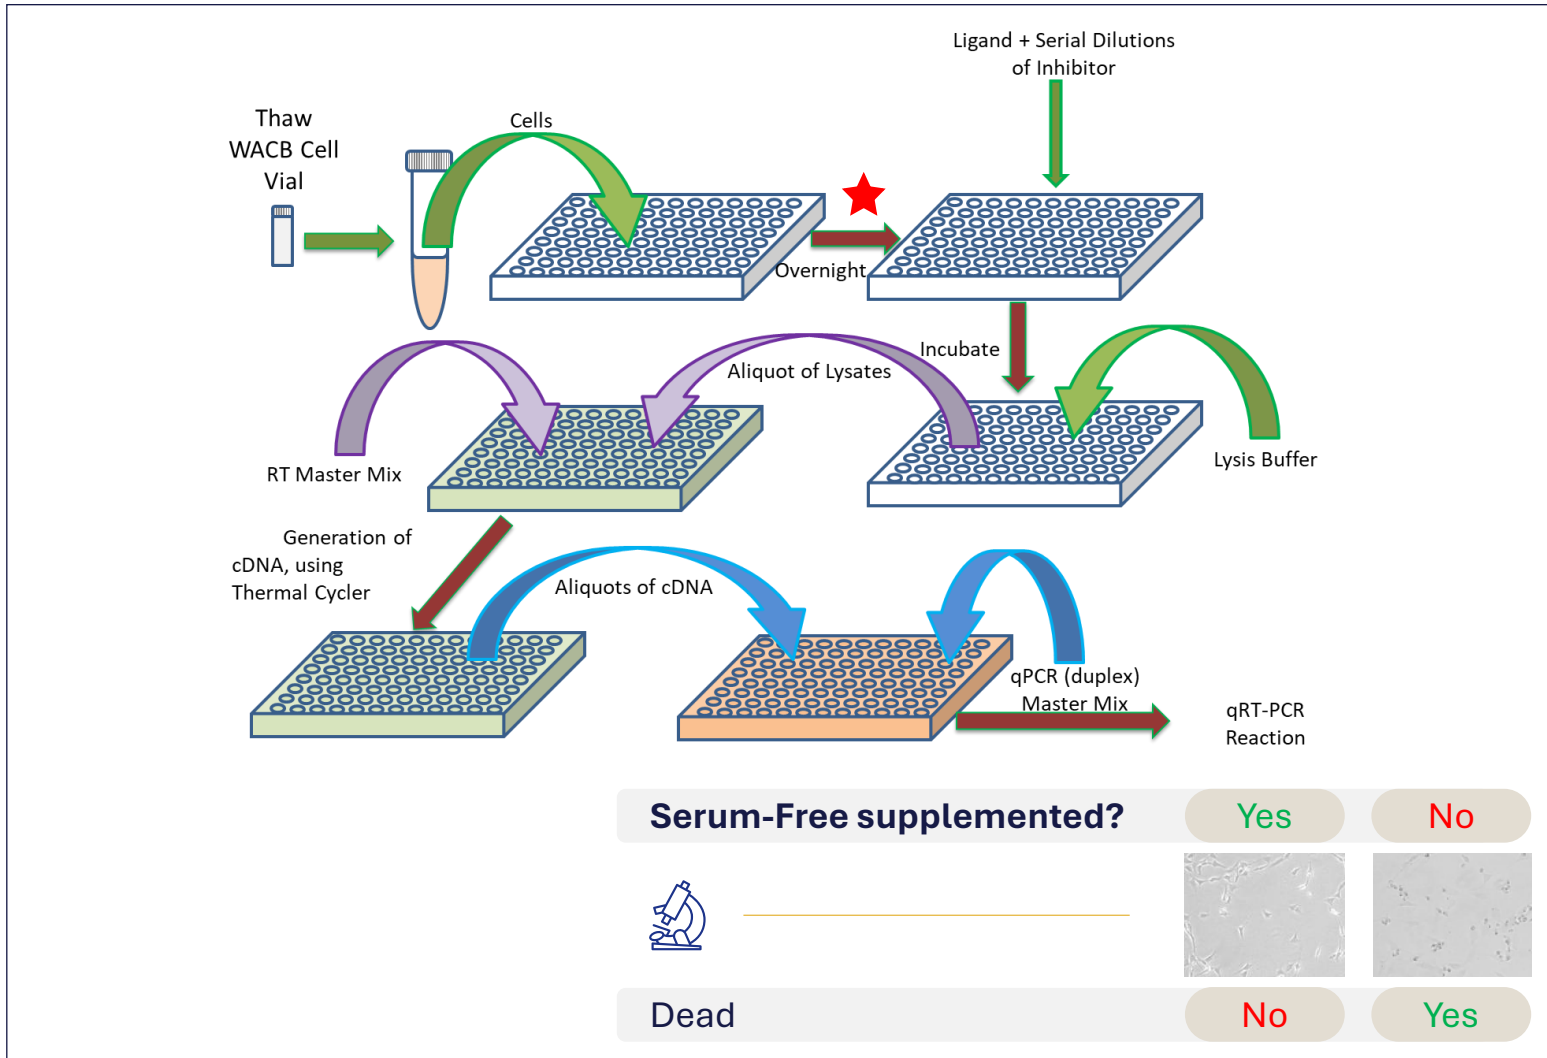 Ligand + Serial Dilutions
of Inhibitor
Thaw
WACB Cell
Vial
Cells
Overnight
Incubate
Aliquot of Lysates
RT Master Mix
Lysis Buffer
Generation of
cDNA, using
Thermal Cycler
Aliquots of cDNA
qPCR (duplex)
Master Mix
qRT-PCR
Reaction
Serum-Free supplemented? Yes No
Dead No Yes